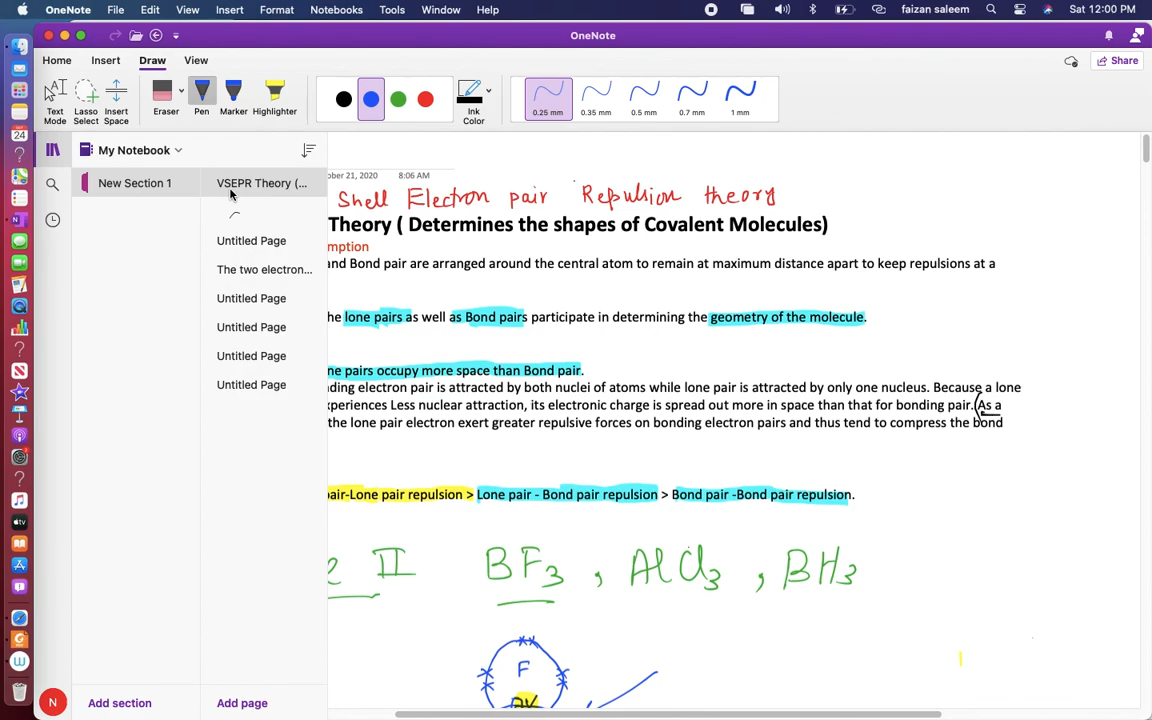 OneNote File Edit View Insert Format Notebooks Tools Window Help faizan saleem Sat 12:00 PM
OneNote
Home Insert Draw View
Share
Text Mode Lasso Select Insert Space Eraser Pen Marker Highlighter Ink Color 0.25 mm 0.35 mm 0.5 mm 0.7 mm 1 mm
My Notebook
New Section 1
VSEPR Theory (...
Untitled Page
The two electron...
Untitled Page
Untitled Page
Untitled Page
Untitled Page
Add section
Add page
N
24
ber 21, 2020 8:06 AM
Shell Electron pair Repulsion theory
Theory ( Determines the shapes of Covalent Molecules)
mption
and Bond pair are arranged around the central atom to remain at maximum distance apart to keep repulsions at a
he lone pairs as well as Bond pairs participate in determining the geometry of the molecule.
ne pairs occupy more space than Bond pair.
ding electron pair is attracted by both nuclei of atoms while lone pair is attracted by only one nucleus. Because a lone
xperiences Less nuclear attraction, its electronic charge is spread out more in space than that for bonding pair. (As a
the lone pair electron exert greater repulsive forces on bonding electron pairs and thus tend to compress the bond
pair-Lone pair repulsion > Lone pair - Bond pair repulsion > Bond pair -Bond pair repulsion.
e II BF3 , AlCl3 , BH3
F